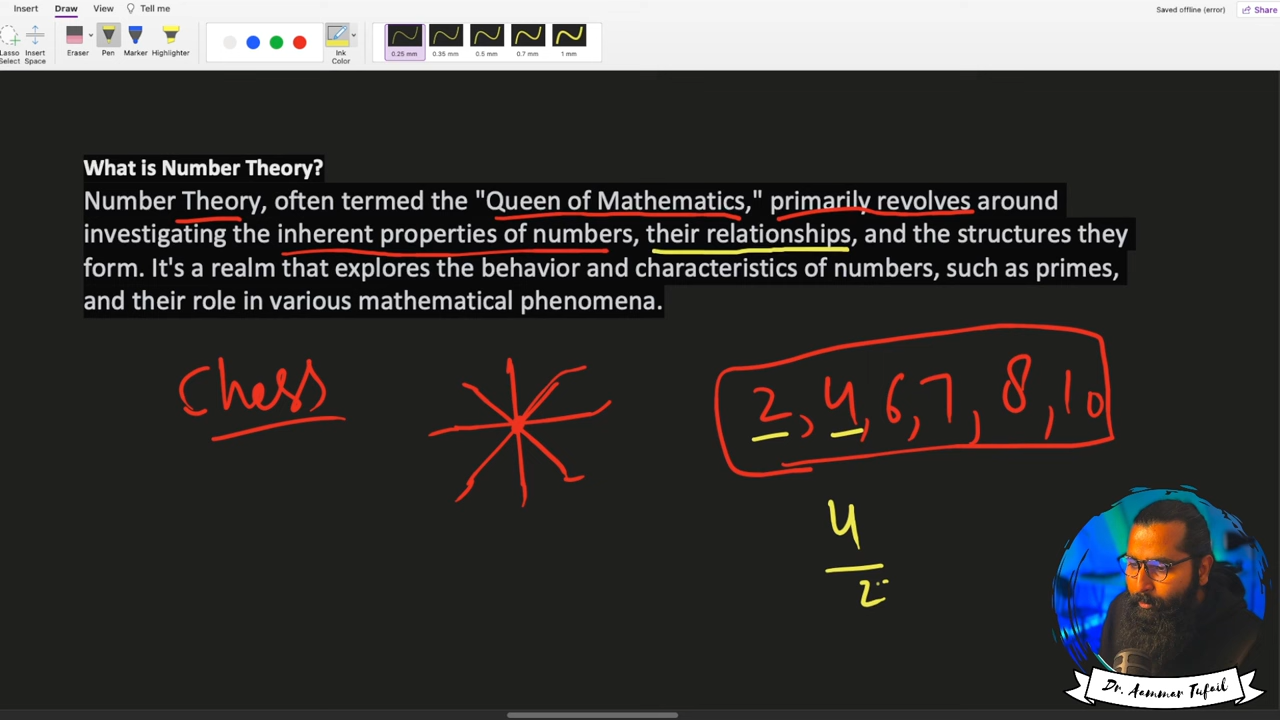 Insert Draw View Tell me Saved offline (error) Share
Lasso Select Insert Space Eraser Pen Marker Highlighter Ink Color 0.25 mm 0.35 mm 0.5 mm 0.7 mm 1 mm
What is Number Theory?
Number Theory, often termed the "Queen of Mathematics," primarily revolves around
investigating the inherent properties of numbers, their relationships, and the structures they
form. It's a realm that explores the behavior and characteristics of numbers, such as primes,
and their role in various mathematical phenomena.
Chess
2, 4, 6, 7, 8, 10
4
2
Dr. Aammar Tufail